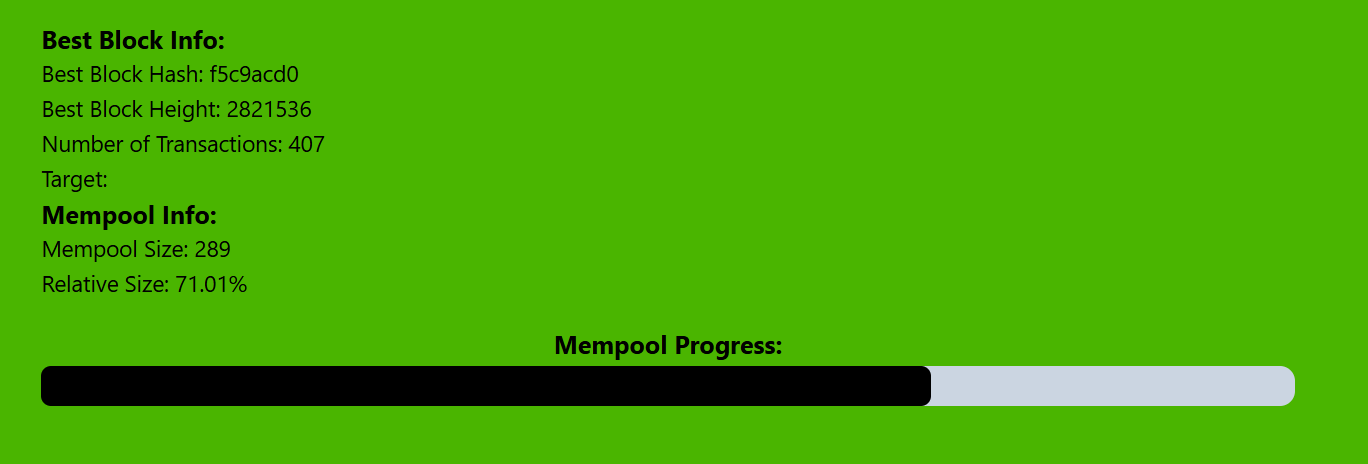 Best Block Info:
Best Block Hash: f5c9acd0
Best Block Height: 2821536
Number of Transactions: 407
Target:
Mempool Info:
Mempool Size: 289
Relative Size: 71.01%
Mempool Progress: